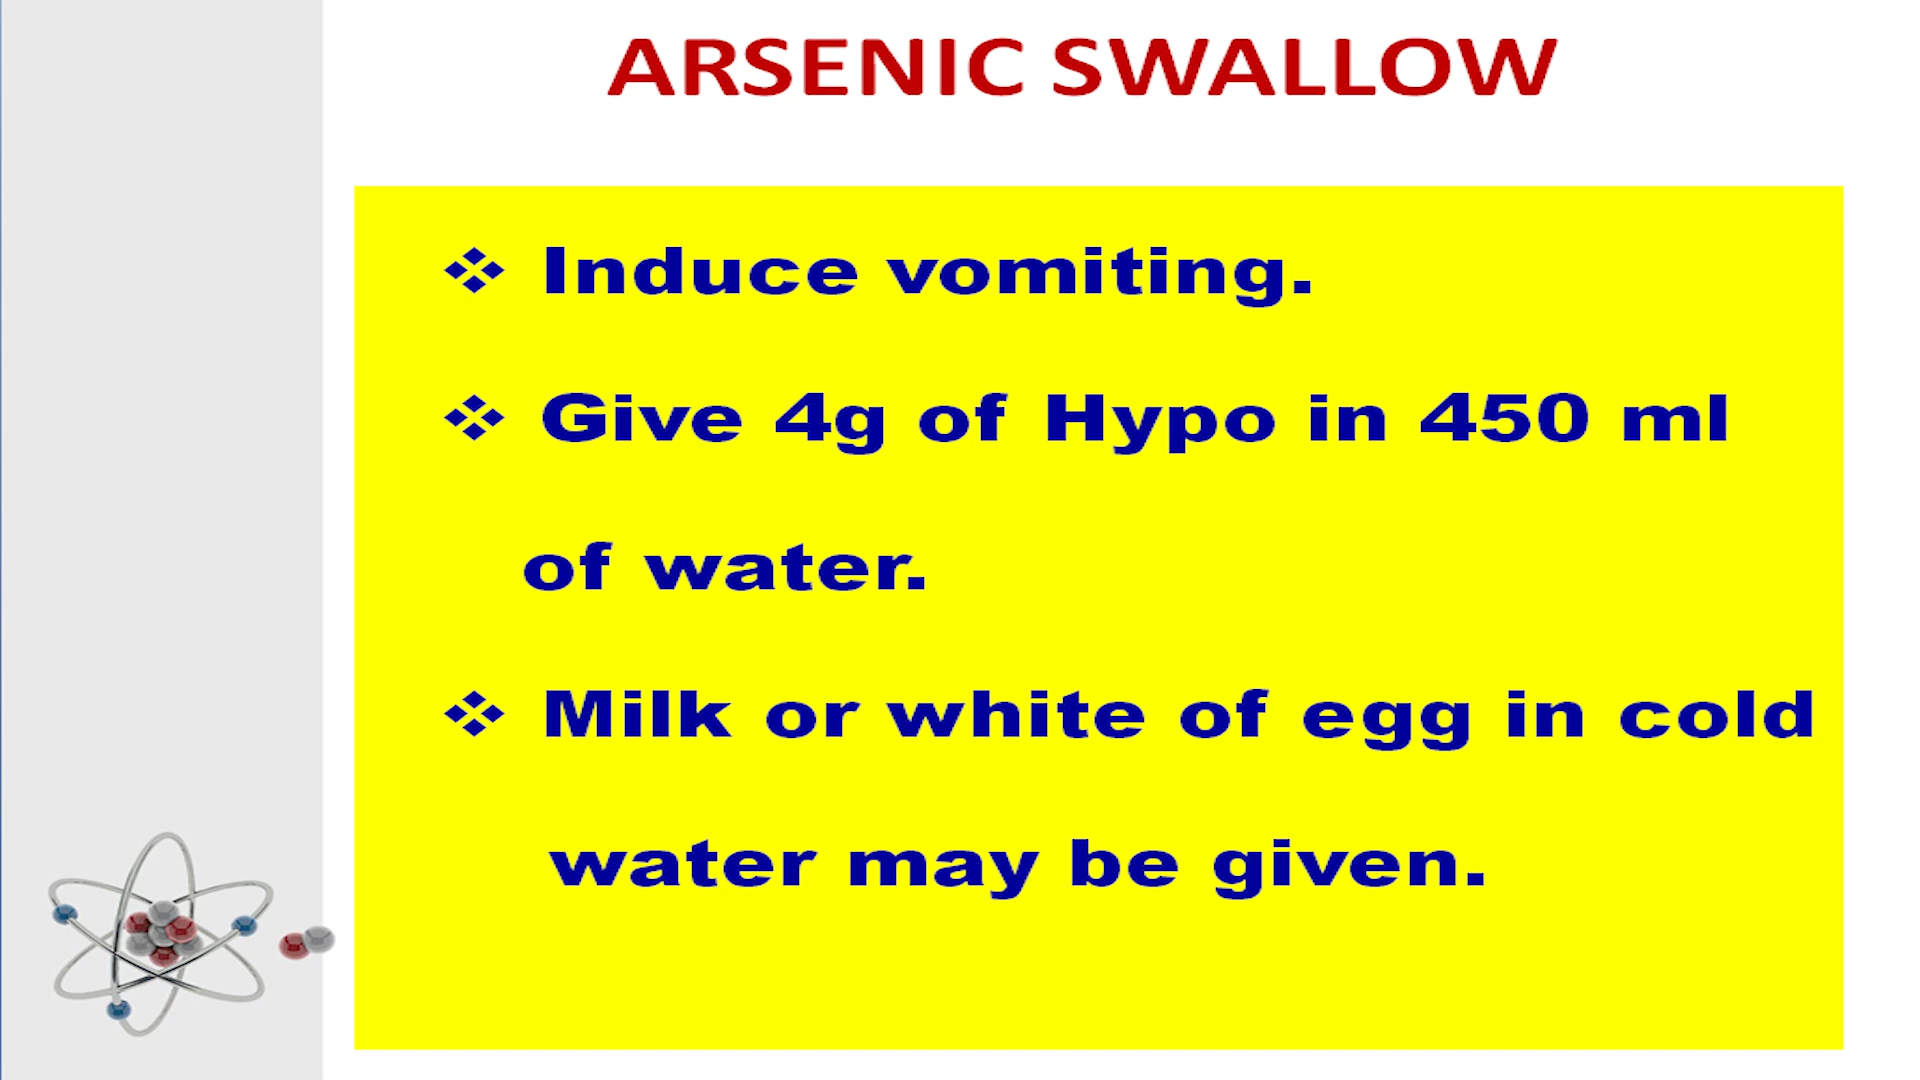 ARSENIC SWALLOW
❖ Induce vomiting.
❖ Give 4g of Hypo in 450 ml
of water.
❖ Milk or white of egg in cold
water may be given.